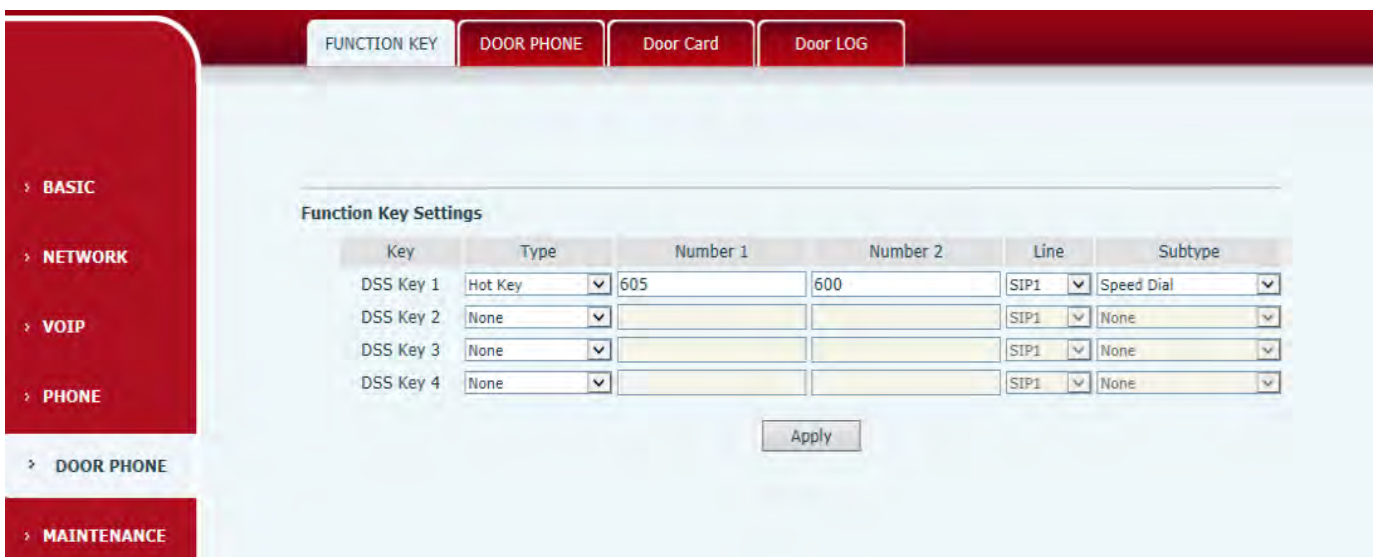 FUNCTION KEY DOOR PHONE Door Card Door LOG
› BASIC
› NETWORK
› VOIP
› PHONE
› DOOR PHONE
› MAINTENANCE
Function Key Settings
Key Type Number 1 Number 2 Line Subtype
DSS Key 1 Hot Key 605 600 SIP1 Speed Dial
DSS Key 2 None SIP1 None
DSS Key 3 None SIP1 None
DSS Key 4 None SIP1 None
Apply